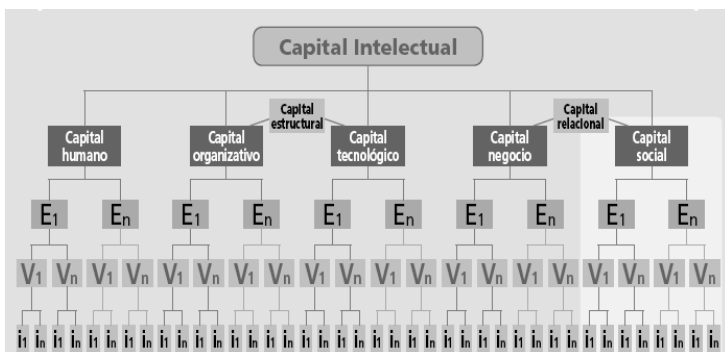 Capital Intelectual
Capital
estructural
Capital
relacional
Capital
humano
Capital
organizativo
Capital
tecnológico
Capital
negocio
Capital
social
E1 En E1 En E1 En E1 En E1 En
V1 Vn V1 Vn V1 Vn V1 Vn V1 Vn V1 Vn V1 Vn V1 Vn V1 Vn V1 Vn
i1 in i1 in i1 in i1 in i1 in i1 in i1 in i1 in i1 in i1 in i1 in i1 in i1 in i1 in i1 in i1 in i1 in i1 in i1 in i1 in